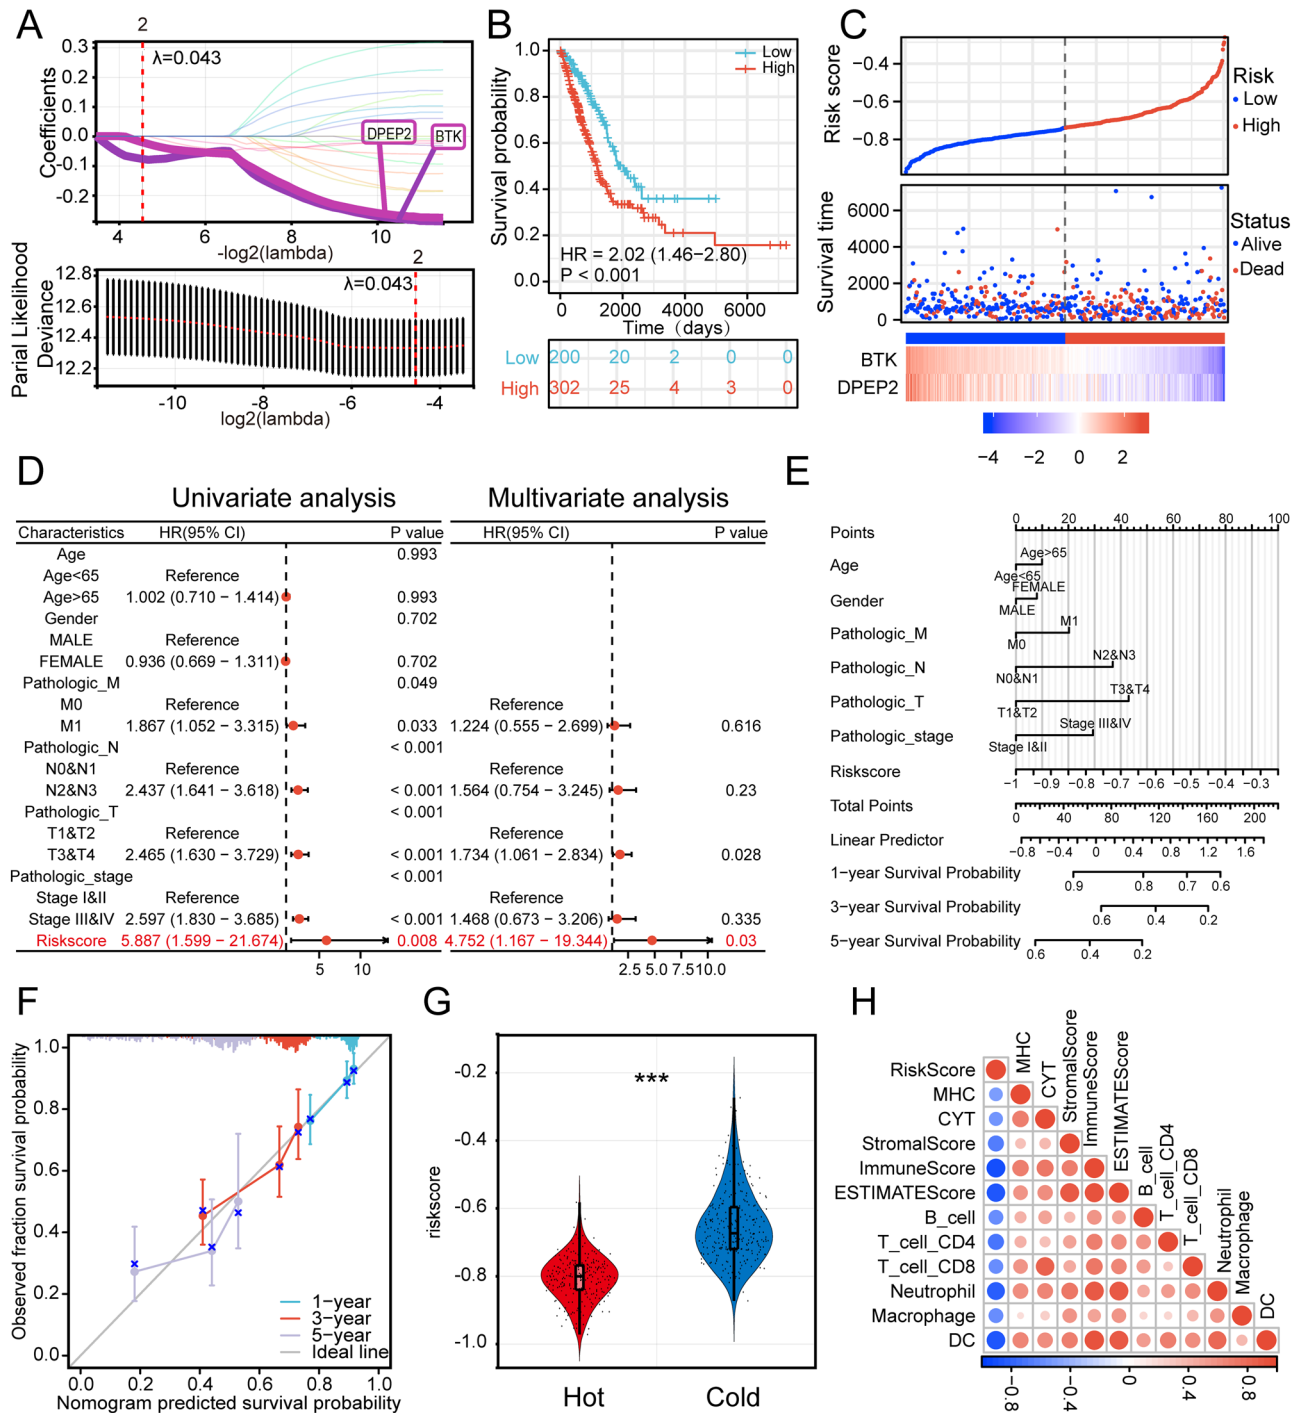 A
2
λ=0.043
Coefficients
0.3
0.2
0.1
0.0
-0.1
-0.2
DPEP2
BTK
4 6 8 10
-log2(lambda)
2
λ=0.043
Parial Likelihood
Deviance
12.8
12.6
12.4
12.2
-10 -8 -6 -4
log2(lambda)
B
Survival probability
1.0
0.8
0.6
0.4
0.2
0.0
Low
High
HR = 2.02 (1.46−2.80)
P < 0.001
0 2000 4000 6000
Time（days）
Low 200 20 2 0 0
High 302 25 4 3 0
C
Risk score
−0.4
−0.6
−0.8
Risk
Low
High
Survival time
6000
4000
2000
0
Status
Alive
Dead
BTK
DPEP2
−4 −2 0 2
D
Univariate analysis Multivariate analysis
Characteristics HR(95% CI) P value HR(95% CI) P value
Age 0.993
Age<65 Reference
Age>65 1.002 (0.710 − 1.414) 0.993
Gender 0.702
MALE Reference
FEMALE 0.936 (0.669 − 1.311) 0.702
Pathologic_M 0.049
M0 Reference Reference
M1 1.867 (1.052 − 3.315) 0.033 1.224 (0.555 − 2.699) 0.616
Pathologic_N < 0.001
N0&N1 Reference Reference
N2&N3 2.437 (1.641 − 3.618) < 0.001 1.564 (0.754 − 3.245) 0.23
Pathologic_T < 0.001
T1&T2 Reference Reference
T3&T4 2.465 (1.630 − 3.729) < 0.001 1.734 (1.061 − 2.834) 0.028
Pathologic_stage < 0.001
Stage I&II Reference Reference
Stage III&IV 2.597 (1.830 − 3.685) < 0.001 1.468 (0.673 − 3.206) 0.335
Riskscore 5.887 (1.599 − 21.674) 0.008 4.752 (1.167 − 19.344) 0.03
5 10 2.5 5.0 7.5 10.0
E
Points 0 20 40 60 80 100
Age Age<65 Age>65
Gender MALE FEMALE
Pathologic_M M0 M1
Pathologic_N N0&N1 N2&N3
Pathologic_T T1&T2 T3&T4
Pathologic_stage Stage I&II Stage III&IV
Riskscore −1 −0.9 −0.8 −0.7 −0.6 −0.5 −0.4 −0.3
Total Points 0 40 80 120 160 200
Linear Predictor −0.8 −0.4 0 0.4 0.8 1.2 1.6
1−year Survival Probability 0.9 0.8 0.7 0.6
3−year Survival Probability 0.6 0.4 0.2
5−year Survival Probability 0.6 0.4 0.2
F
Observed fraction survival probability
1.0
0.8
0.6
0.4
0.2
0.0
1−year
3−year
5−year
Ideal line
0.0 0.2 0.4 0.6 0.8 1.0
Nomogram predicted survival probability
G
riskscore
-0.2
-0.4
-0.6
-0.8
-1.0
***
Hot Cold
H
RiskScore
MHC
CYT
StromalScore
ImmuneScore
ESTIMATEScore
B_cell
T_cell_CD4
T_cell_CD8
Neutrophil
Macrophage
DC
MHC
CYT
StromalScore
ImmuneScore
ESTIMATEScore
B_cell
T_cell_CD4
T_cell_CD8
Neutrophil
Macrophage
DC
-0.8 -0.4 0 0.4 0.8